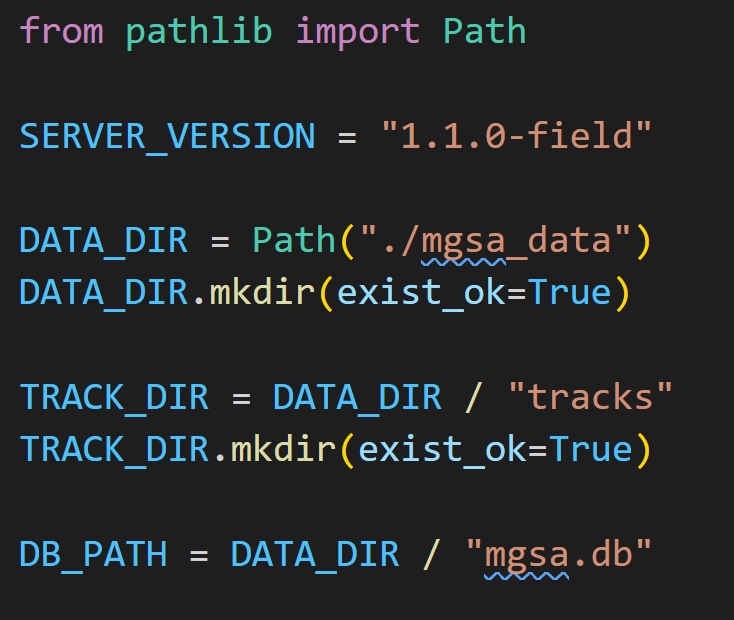 from pathlib import Path
SERVER_VERSION = "1.1.0-field"
DATA_DIR = Path("./mgsa_data")
DATA_DIR.mkdir(exist_ok=True)
TRACK_DIR = DATA_DIR / "tracks"
TRACK_DIR.mkdir(exist_ok=True)
DB_PATH = DATA_DIR / "mgsa.db"